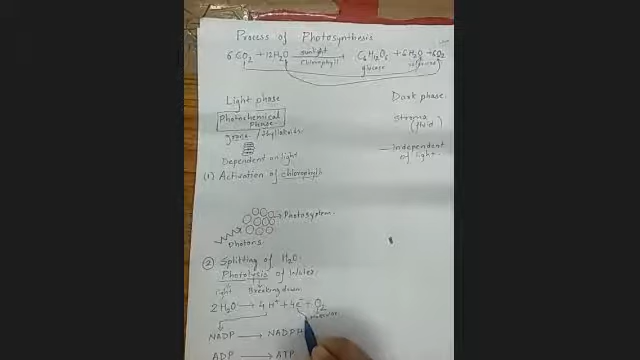 Process of Photosynthesis
6CO2 + 12H2O sunlight → Chlorophyll C6H12O6 + 6H2O + 6O2
glucose
Light phase
Photochemical phase
grana / thylakoids
Dependent on light
Dark phase:
Stroma (fluid)
independent of light.
(1) Activation of chlorophyll
Photosystem
Photons
(2) Splitting of H2O:
Photolysis of Water:
light Breaking down
2H2O → 4H+ + 4e- + O2
NADP → NADPH
ADP → ATP